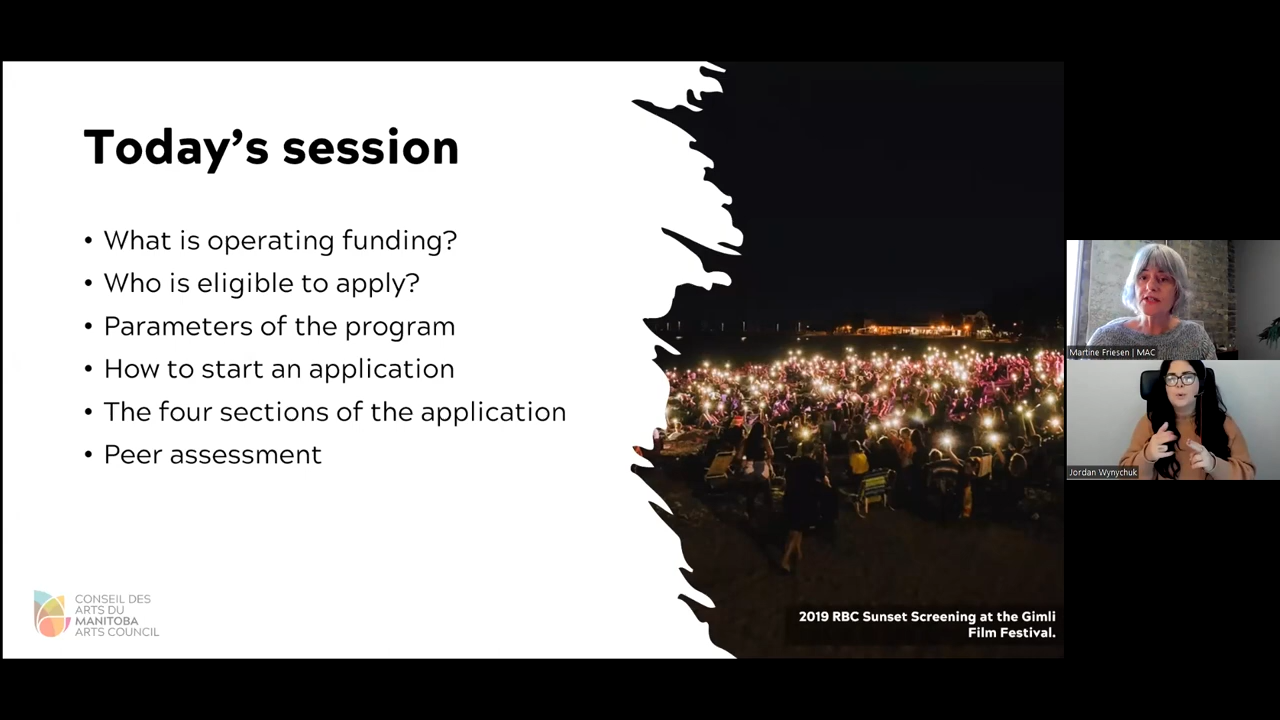 Today's session
• What is operating funding?
• Who is eligible to apply?
• Parameters of the program
• How to start an application
• The four sections of the application
• Peer assessment
CONSEIL DES
ARTS DU
MANITOBA
ARTS COUNCIL
2019 RBC Sunset Screening at the Gimli
Film Festival.
Martine Friesen | MAC
Jordan Wynychuk